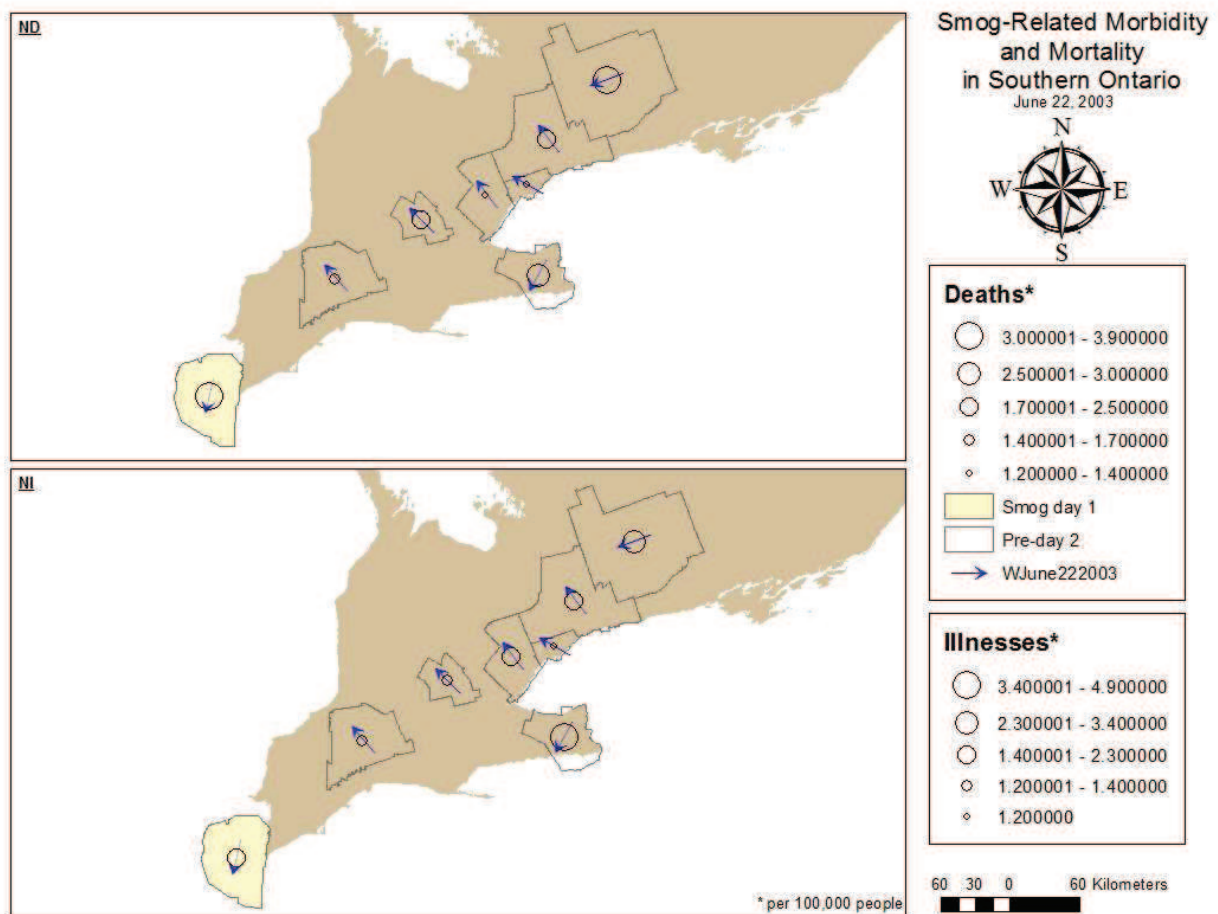 ND
Smog-Related Morbidity
and Mortality
in Southern Ontario
June 22, 2003
N
W E
S
Deaths*
3.000001 - 3.900000
2.500001 - 3.000000
1.700001 - 2.500000
1.400001 - 1.700000
1.200000 - 1.400000
Smog day 1
Pre-day 2
WJune222003
NI
* per 100,000 people
Illnesses*
3.400001 - 4.900000
2.300001 - 3.400000
1.400001 - 2.300000
1.200001 - 1.400000
1.200000
60 30 0 60 Kilometers